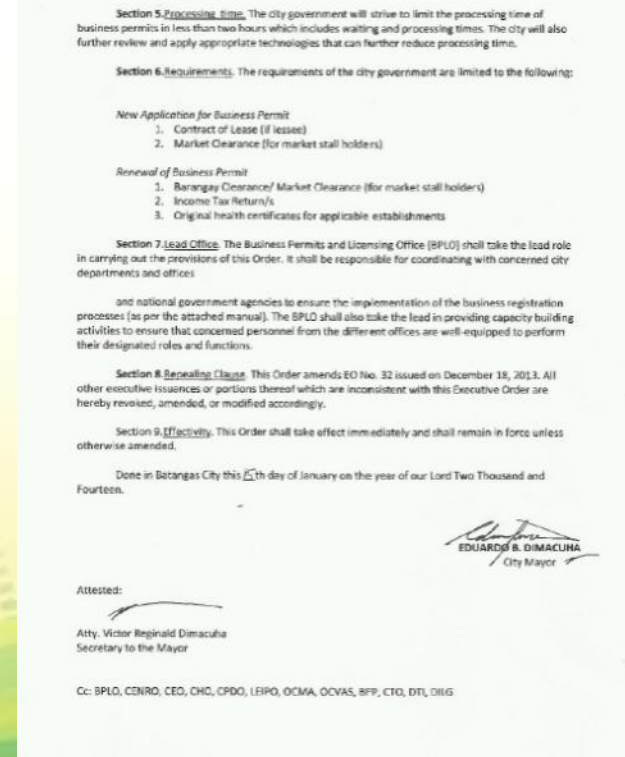 Section 5.Processing time. The city government will strive to limit the processing time of
business permits in less than two hours which includes waiting and processing times. The city will also
further review and apply appropriate technologies that can further reduce processing time.
Section 6.Requirements. The requirements of the city government are limited to the following:
New Application for Business Permit
1. Contract of Lease (if lessee)
2. Market Clearance (for market stall holders)
Renewal of Business Permit
1. Barangay Clearance/ Market Clearance (for market stall holders)
2. Income Tax Return/s
3. Original health certificates for applicable establishments
Section 7.Lead Office. The Business Permits and Licensing Office (BPLO) shall take the lead role
in carrying out the provisions of this Order. It shall be responsible for coordinating with concerned city
departments and offices
and national government agencies to ensure the implementation of the business registration
processes (as per the attached manual). The BPLO shall also take the lead in providing capacity building
activities to ensure that concerned personnel from the different offices are well-equipped to perform
their designated roles and functions.
Section 8.Repealing Clause. This Order amends EO No. 32 issued on December 18, 2013. All
other executive issuances or portions thereof which are inconsistent with this Executive Order are
hereby revoked, amended, or modified accordingly.
Section 9.Effectivity. This Order shall take effect immediately and shall remain in force unless
otherwise amended.
Done in Batangas City this 15th day of January on the year of our Lord Two Thousand and
Fourteen.
EDUARDO B. DIMACUHA
City Mayor
Attested:
Atty. Victor Reginald Dimacuha
Secretary to the Mayor
Cc: BPLO, CENRO, CEO, CHO, CPDO, LEIPO, OCMA, OCVAS, BFP, CTO, DTI, DILG